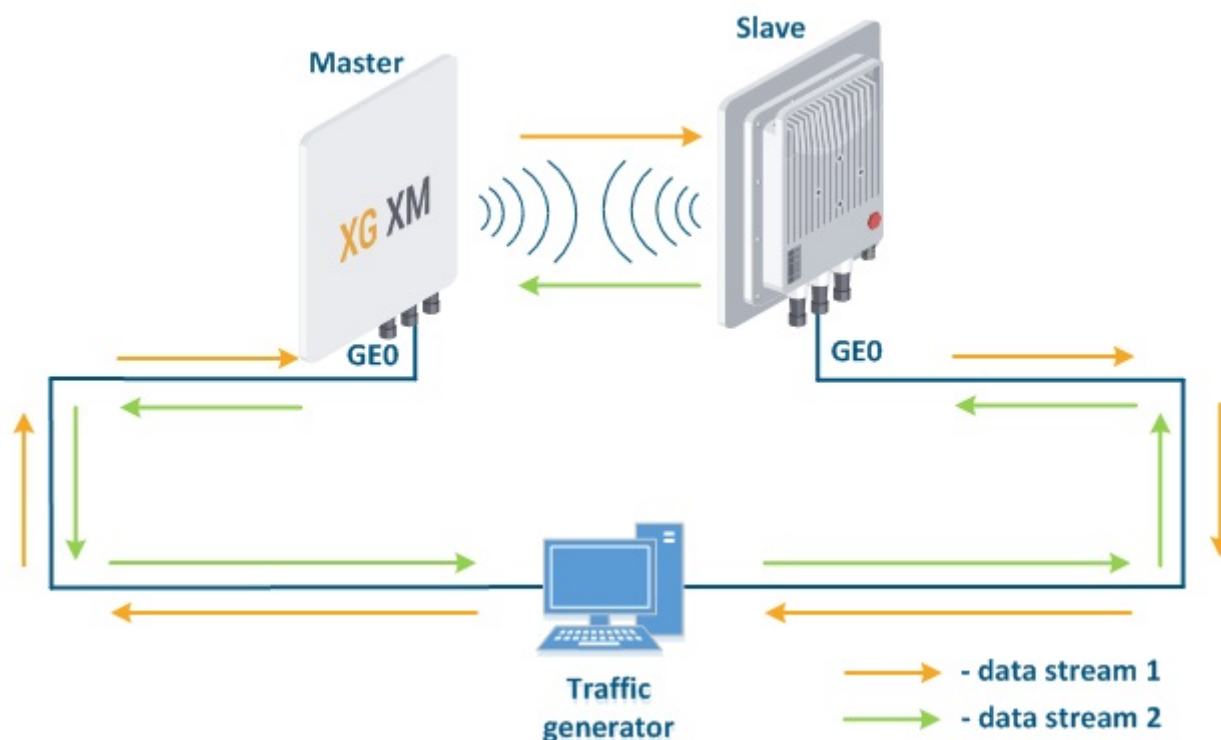 Slave
Master
XG XM
GE0
GE0
Traffic
generator
- data stream 1
- data stream 2